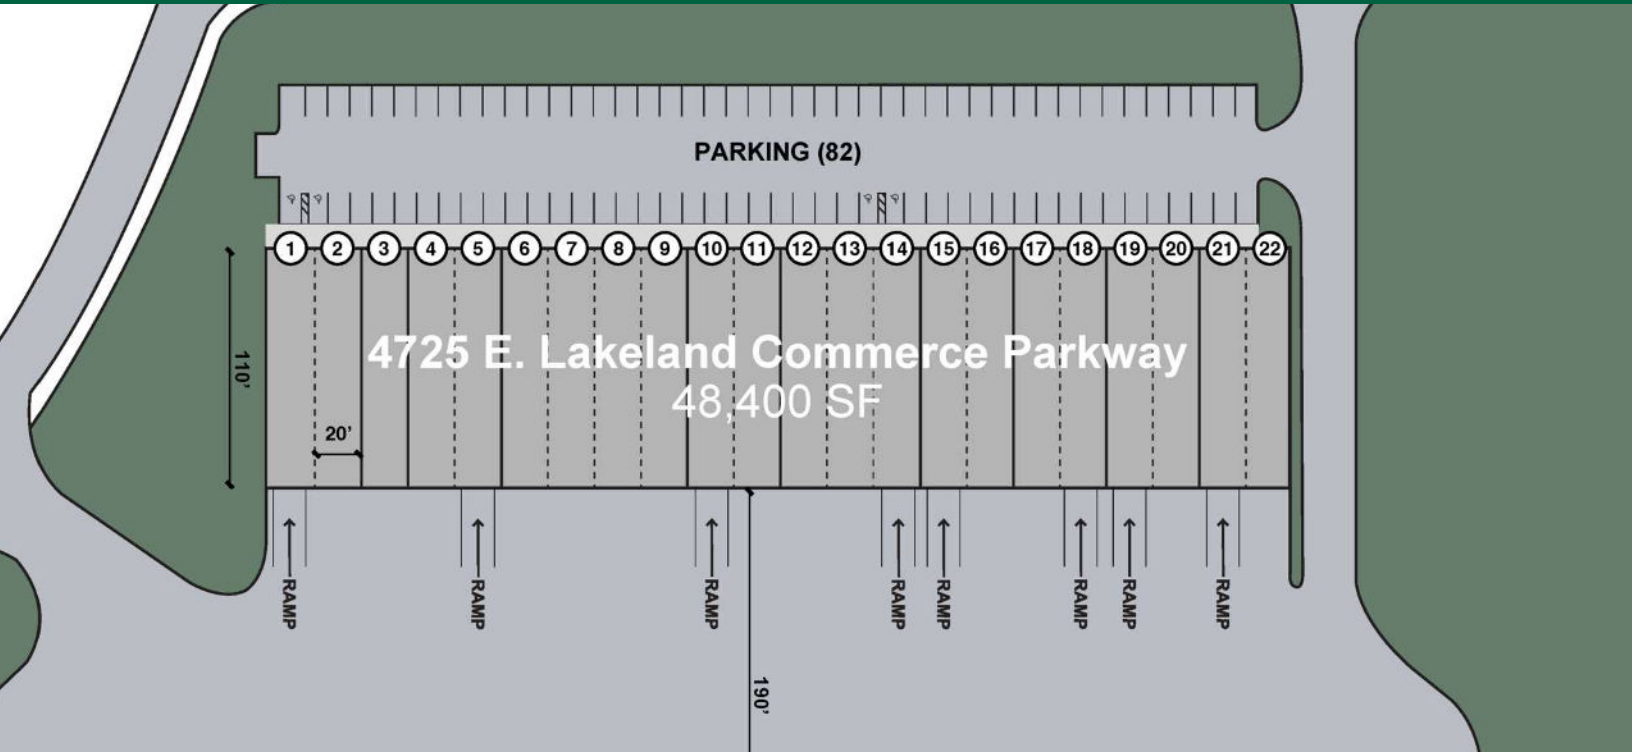 PARKING (82)
1 2 3 4 5 6 7 8 9 10 11 12 13 14 15 16 17 18 19 20 21 22
110’
4725 E. Lakeland Commerce Parkway
48,400 SF
20’
RAMP RAMP RAMP RAMP RAMP RAMP RAMP RAMP
190’